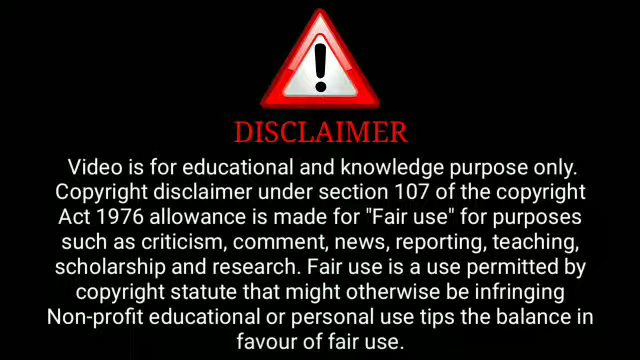 DISCLAIMER
Video is for educational and knowledge purpose only.
Copyright disclaimer under section 107 of the copyright
Act 1976 allowance is made for "Fair use" for purposes
such as criticism, comment, news, reporting, teaching,
scholarship and research. Fair use is a use permitted by
copyright statute that might otherwise be infringing
Non-profit educational or personal use tips the balance in
favour of fair use.